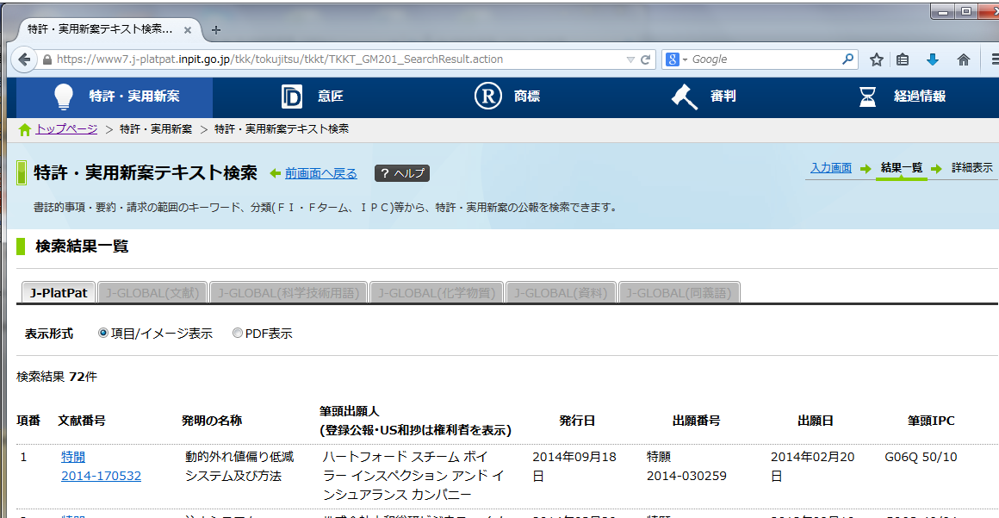 特許・実用新案テキスト検索...
https://www7.j-platpat.inpit.go.jp/tkk/tokujitsu/tkkt/TKKT_GM201_SearchResult.action
8 Google
特許・実用新案 D 意匠 R 商標 審判 経過情報
トップページ > 特許・実用新案 > 特許・実用新案テキスト検索
特許・実用新案テキスト検索 前画面へ戻る ? ヘルプ 入力画面 結果一覧 詳細表示
書誌的事項・要約・請求の範囲のキーワード、分類(ＦＩ・Ｆターム、ＩＰＣ)等から、特許・実用新案の公報を検索できます。
検索結果一覧
J-PlatPat J-GLOBAL(文献) J-GLOBAL(科学技術用語) J-GLOBAL(化学物質) J-GLOBAL(資料) J-GLOBAL(同義語)
表示形式 項目/イメージ表示 PDF表示
検索結果 72件
項番 文献番号 発明の名称 筆頭出願人 (登録公報・US和抄は権利者を表示) 発行日 出願番号 出願日 筆頭IPC
1 特開 動的外れ値偏り低減 ハートフォード スチーム ボイ 2014年09月18 特願 2014年02月20 G06Q 50/10
2014-170532 システム及び方法 ラー インスペクション アンド イ 日 2014-030259 日
ンシュアランス カンパニー